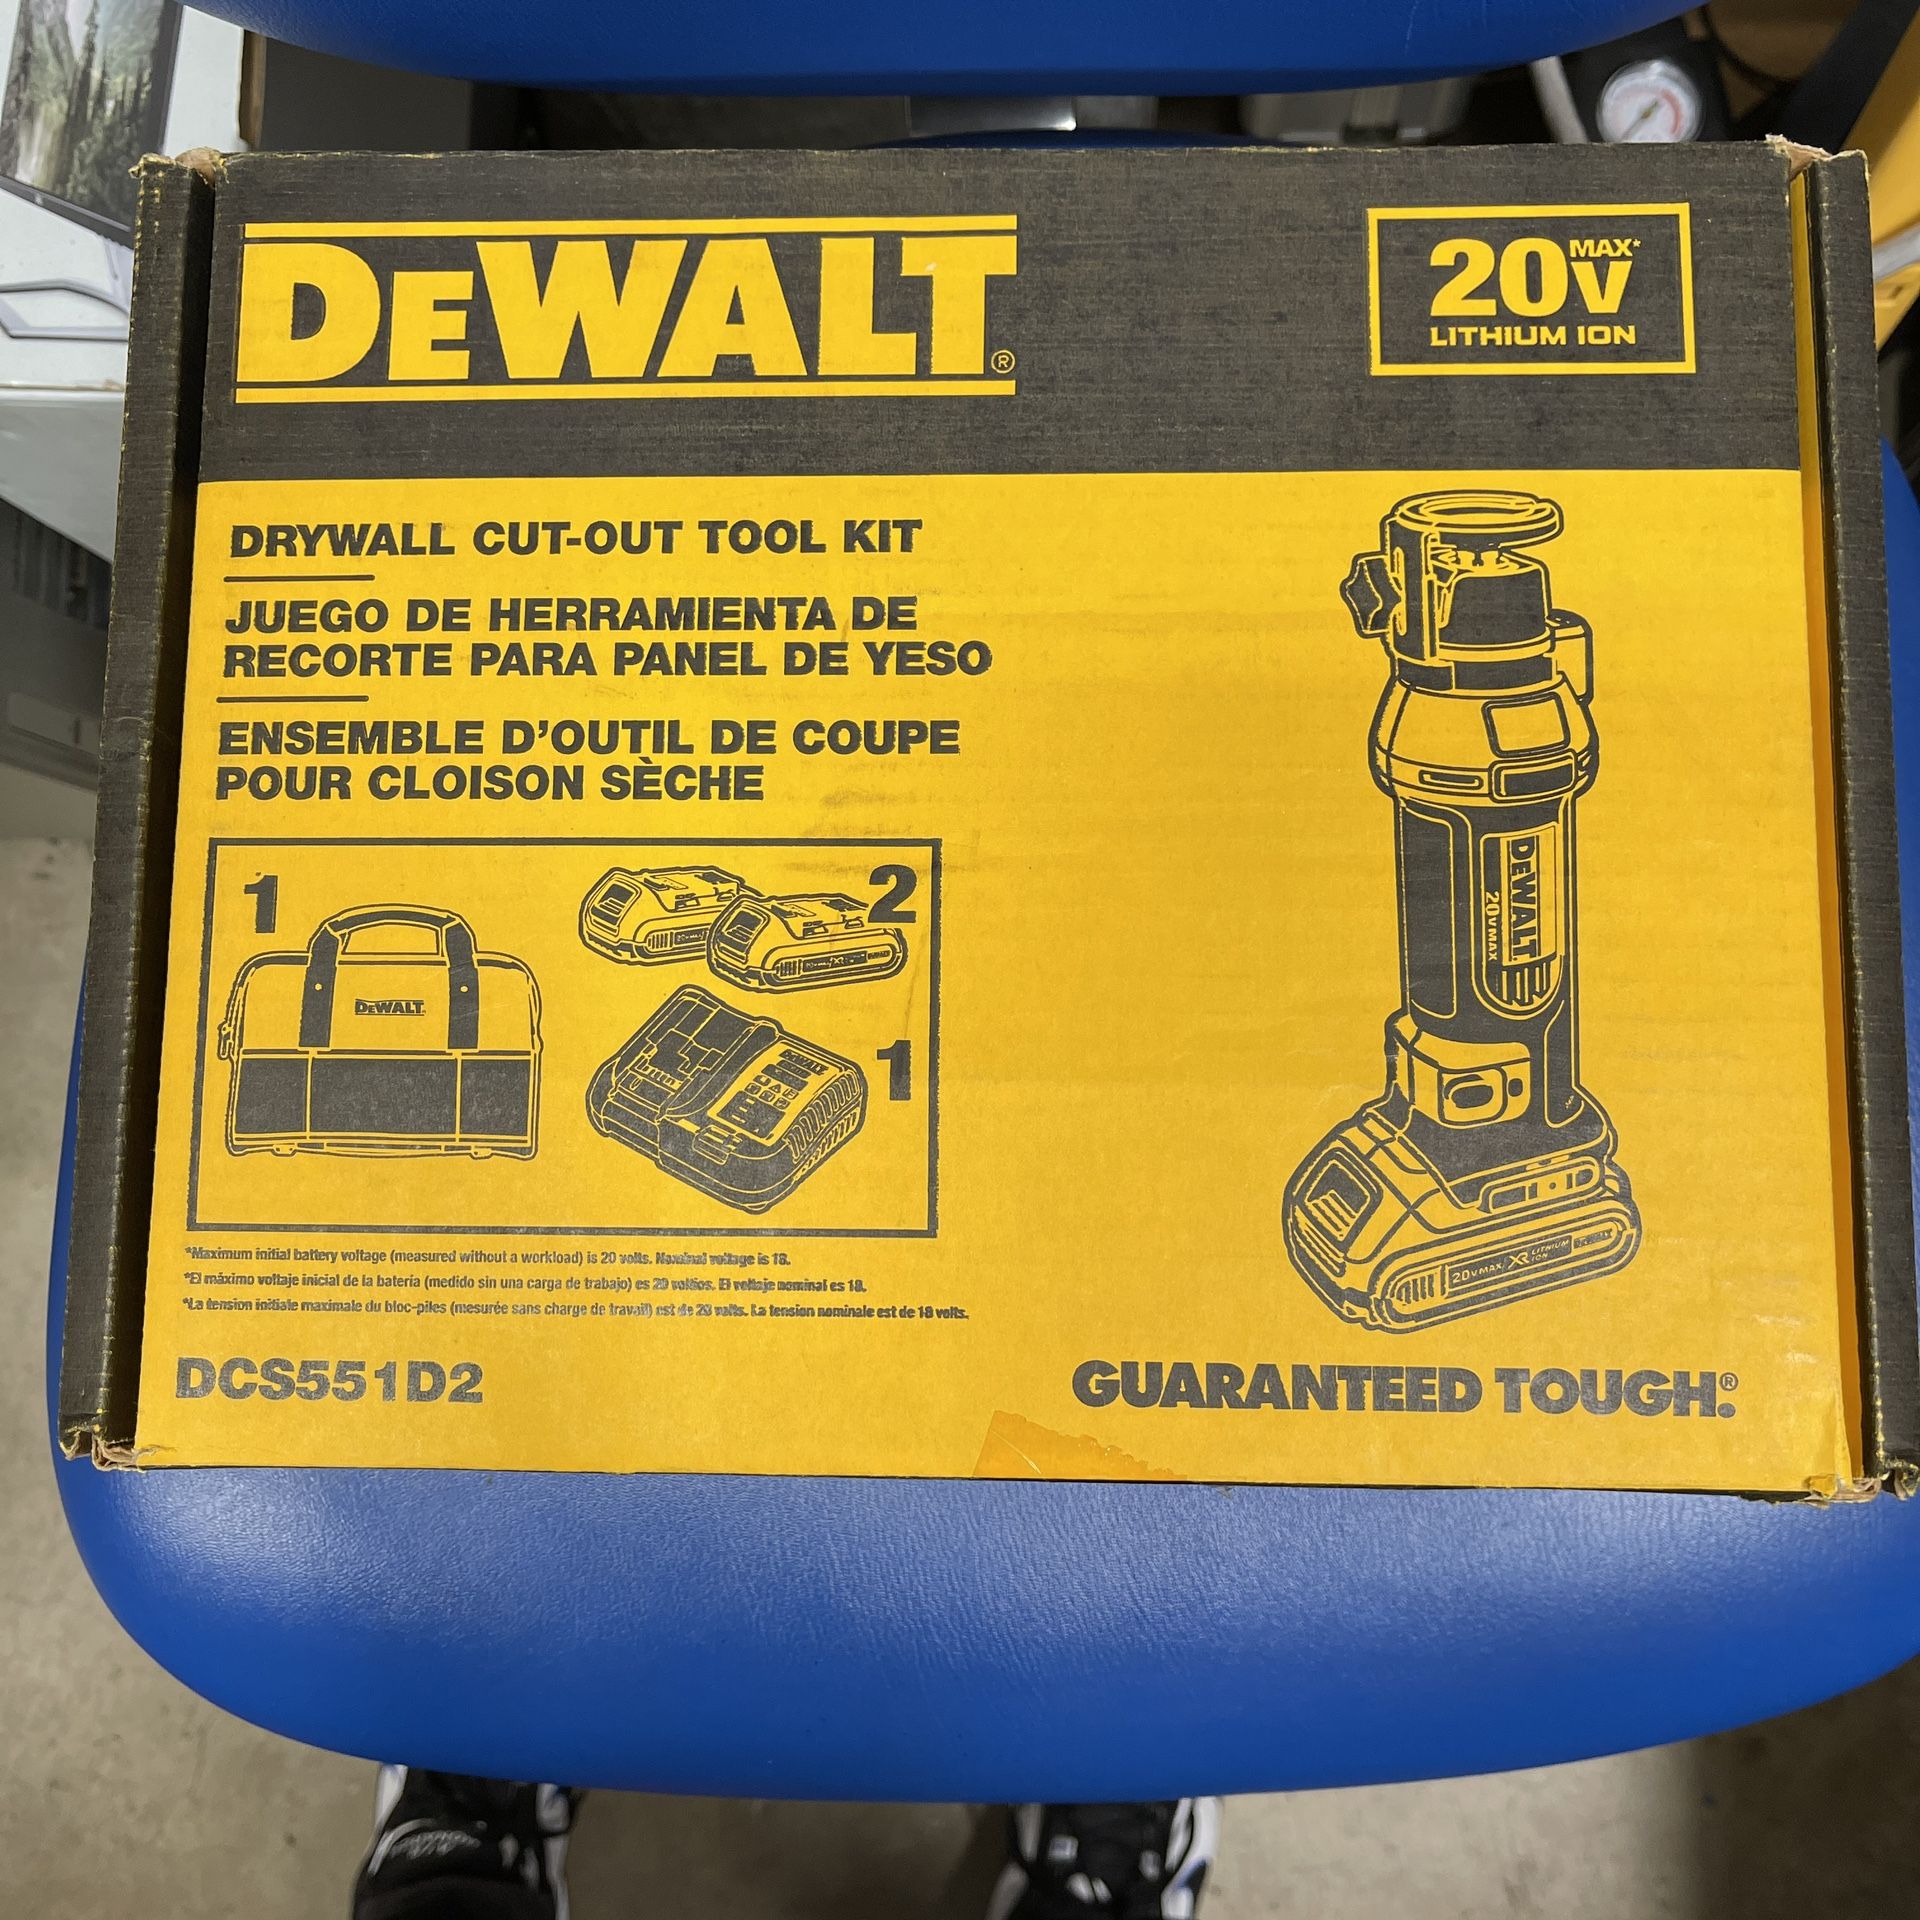 DEWALT®
20V MAX*
LITHIUM ION
DRYWALL CUT-OUT TOOL KIT
JUEGO DE HERRAMIENTA DE
RECORTE PARA PANEL DE YESO
ENSEMBLE D'OUTIL DE COUPE
POUR CLOISON SÈCHE
1
2
DEWALT
1
DEWALT
DEWALT
20VMAX
20VMAX XR LITHIUM ION
*Maximum initial battery voltage (measured without a workload) is 20 volts. Nominal voltage is 18.
*El máximo voltaje inicial de la batería (medido sin una carga de trabajo) es 20 voltios. El voltaje nominal es 18.
*La tension initiale maximale du bloc-piles (mesurée sans charge de travail) est de 20 volts. La tension nominale est de 18 volts.
DCS551D2
GUARANTEED TOUGH.®